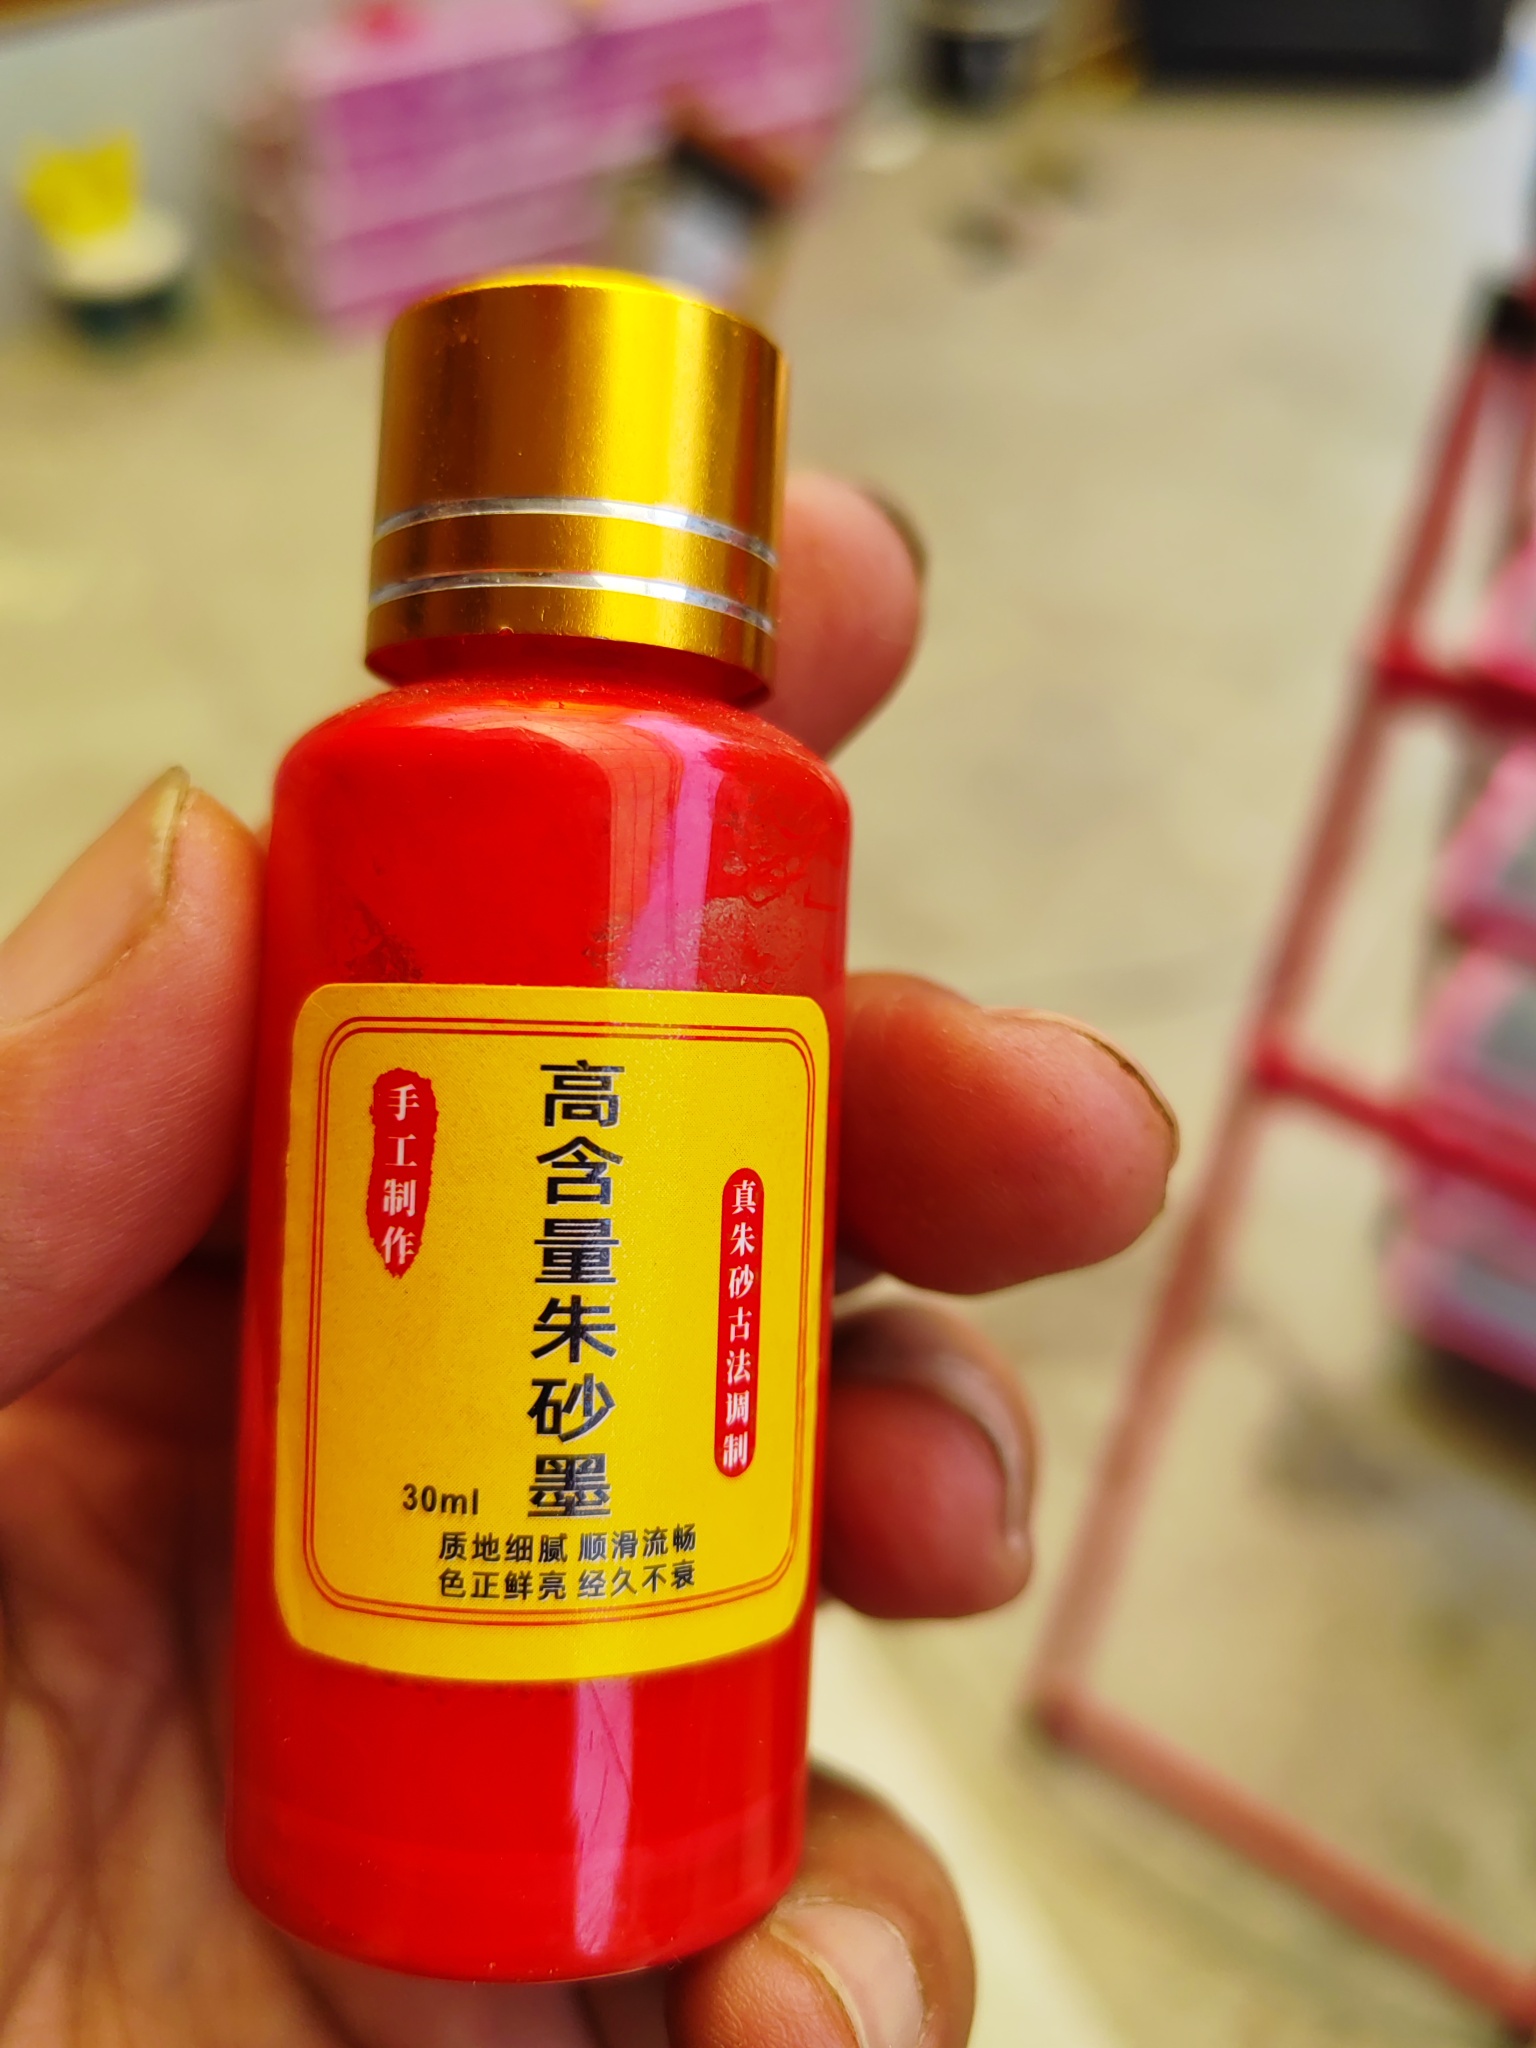 手工制作
高含量朱砂墨
真朱砂古法调制
30ml
质地细腻 顺滑流畅
色正鲜亮 经久不衰